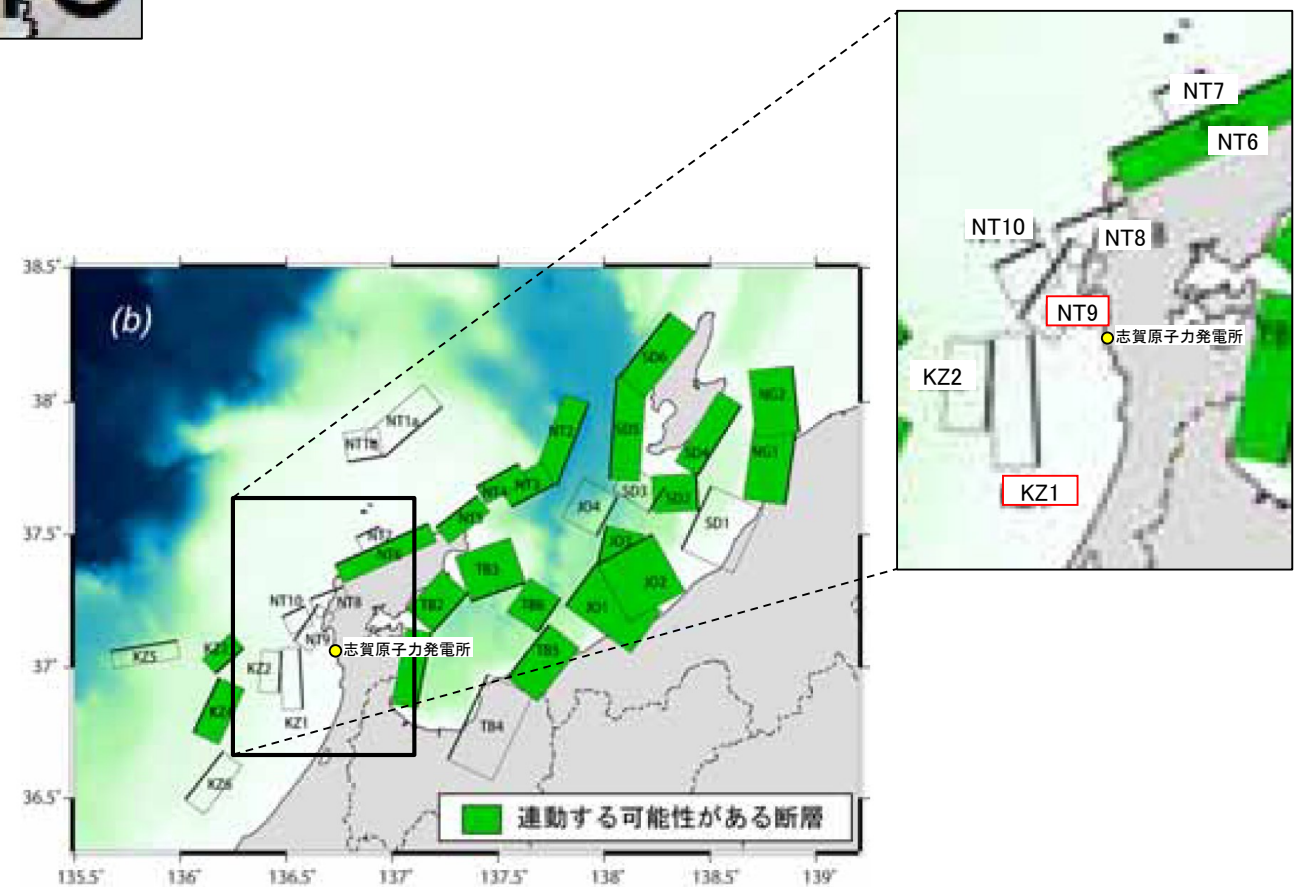 NT7
NT6
NT10
NT8
NT9
志賀原子力発電所
KZ2
KZ1
(b)
38.5°
38°
37.5°
37°
36.5°
SD6
NG2
NT1a
NT1b
NT2
SD5
SD4
NG1
NT3
NT4
SD3
SD2
JO4
SD1
NT5
NT7
NT6
JO3
TB3
JO2
NT10
NT8
TB2
TB6
JO1
NT9
志賀原子力発電所
KZ5
KZ3
KZ2
TB5
KZ4
KZ1
TB4
KZ6
連動する可能性がある断層
135.5°
136°
136.5°
137°
137.5°
138°
138.5°
139°